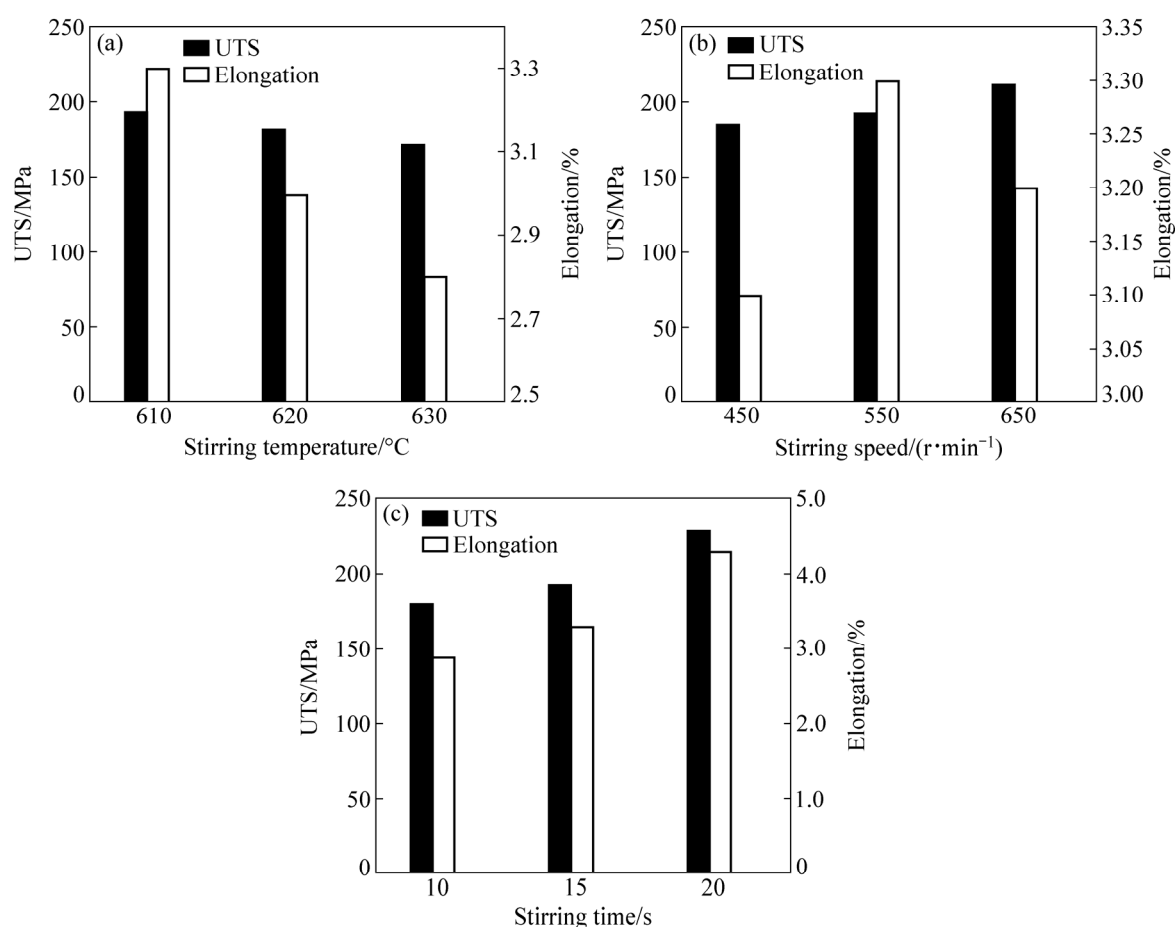 (a)
UTS
Elongation
250
200
150
100
50
0
UTS/MPa
3.3
3.1
2.9
2.7
2.5
Elongation/%
610 620 630
Stirring temperature/°C
(b)
UTS
Elongation
250
200
150
100
50
0
UTS/MPa
3.35
3.30
3.25
3.20
3.15
3.10
3.05
3.00
Elongation/%
450 550 650
Stirring speed/(r·min⁻¹)
(c)
UTS
Elongation
250
200
150
100
50
0
UTS/MPa
5.0
4.0
3.0
2.0
1.0
0
Elongation/%
10 15 20
Stirring time/s